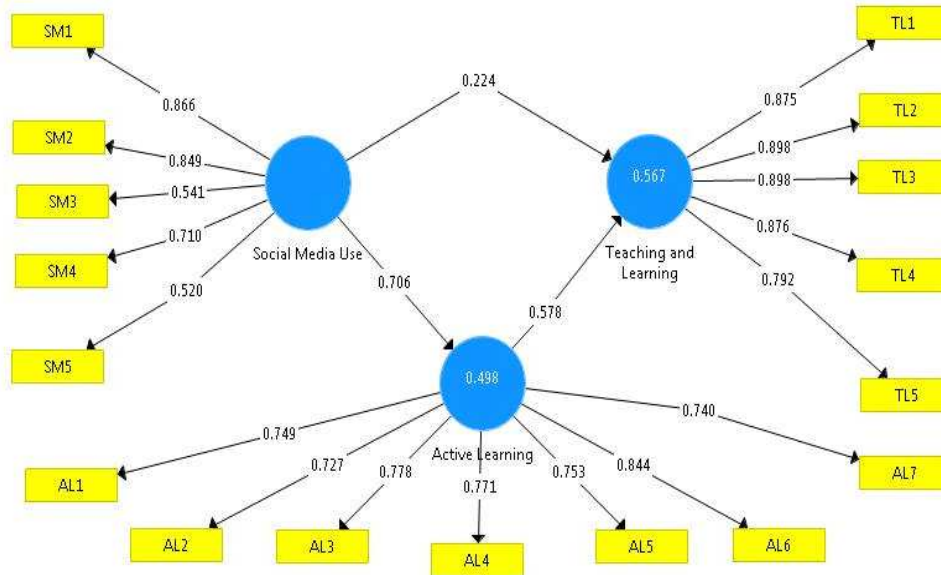 SM1
TL1
0.224
0.866
0.875
SM2
TL2
0.849
0.898
0.567
0.541
0.898
SM3
TL3
0.710
0.876
Social Media Use
Teaching and
Learning
SM4
TL4
0.706
0.792
0.520
0.578
SM5
0.498
TL5
0.740
0.749
Active Learning
0.727
0.778
0.771
0.753
0.844
AL1
AL7
AL2
AL3
AL4
AL5
AL6